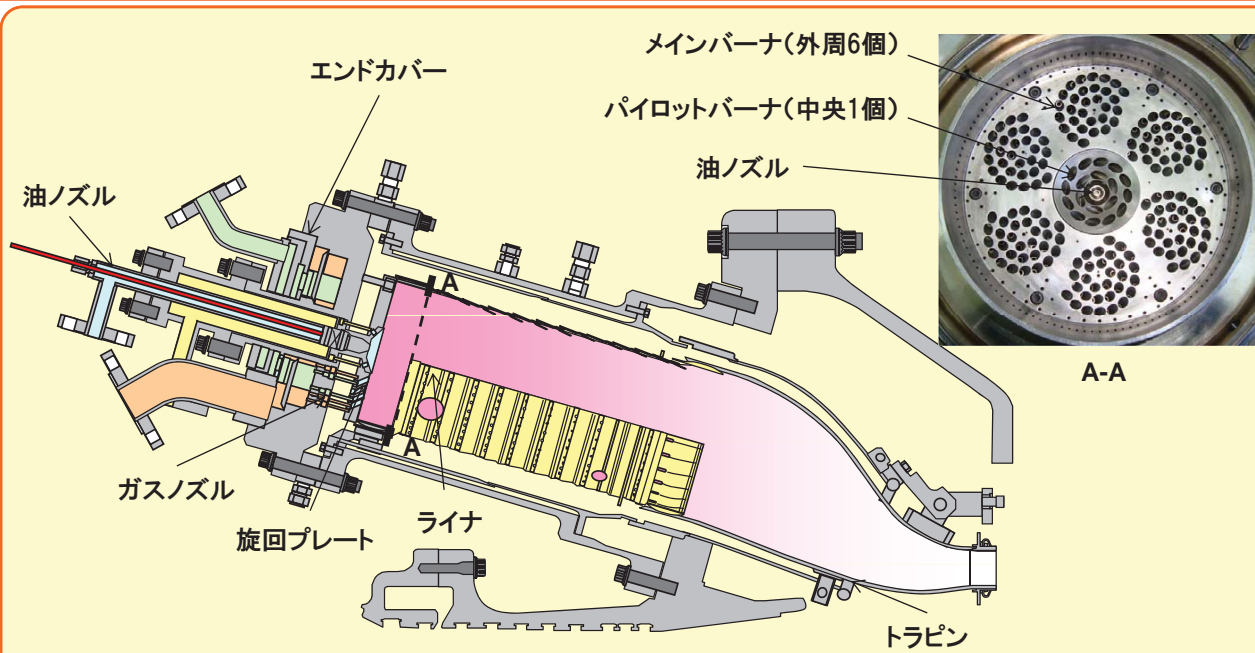 メインバーナ(外周6個)
エンドカバー
パイロットバーナ(中央1個)
油ノズル
油ノズル
A
A-A
A
ガスノズル
ライナ
旋回プレート
トラピン